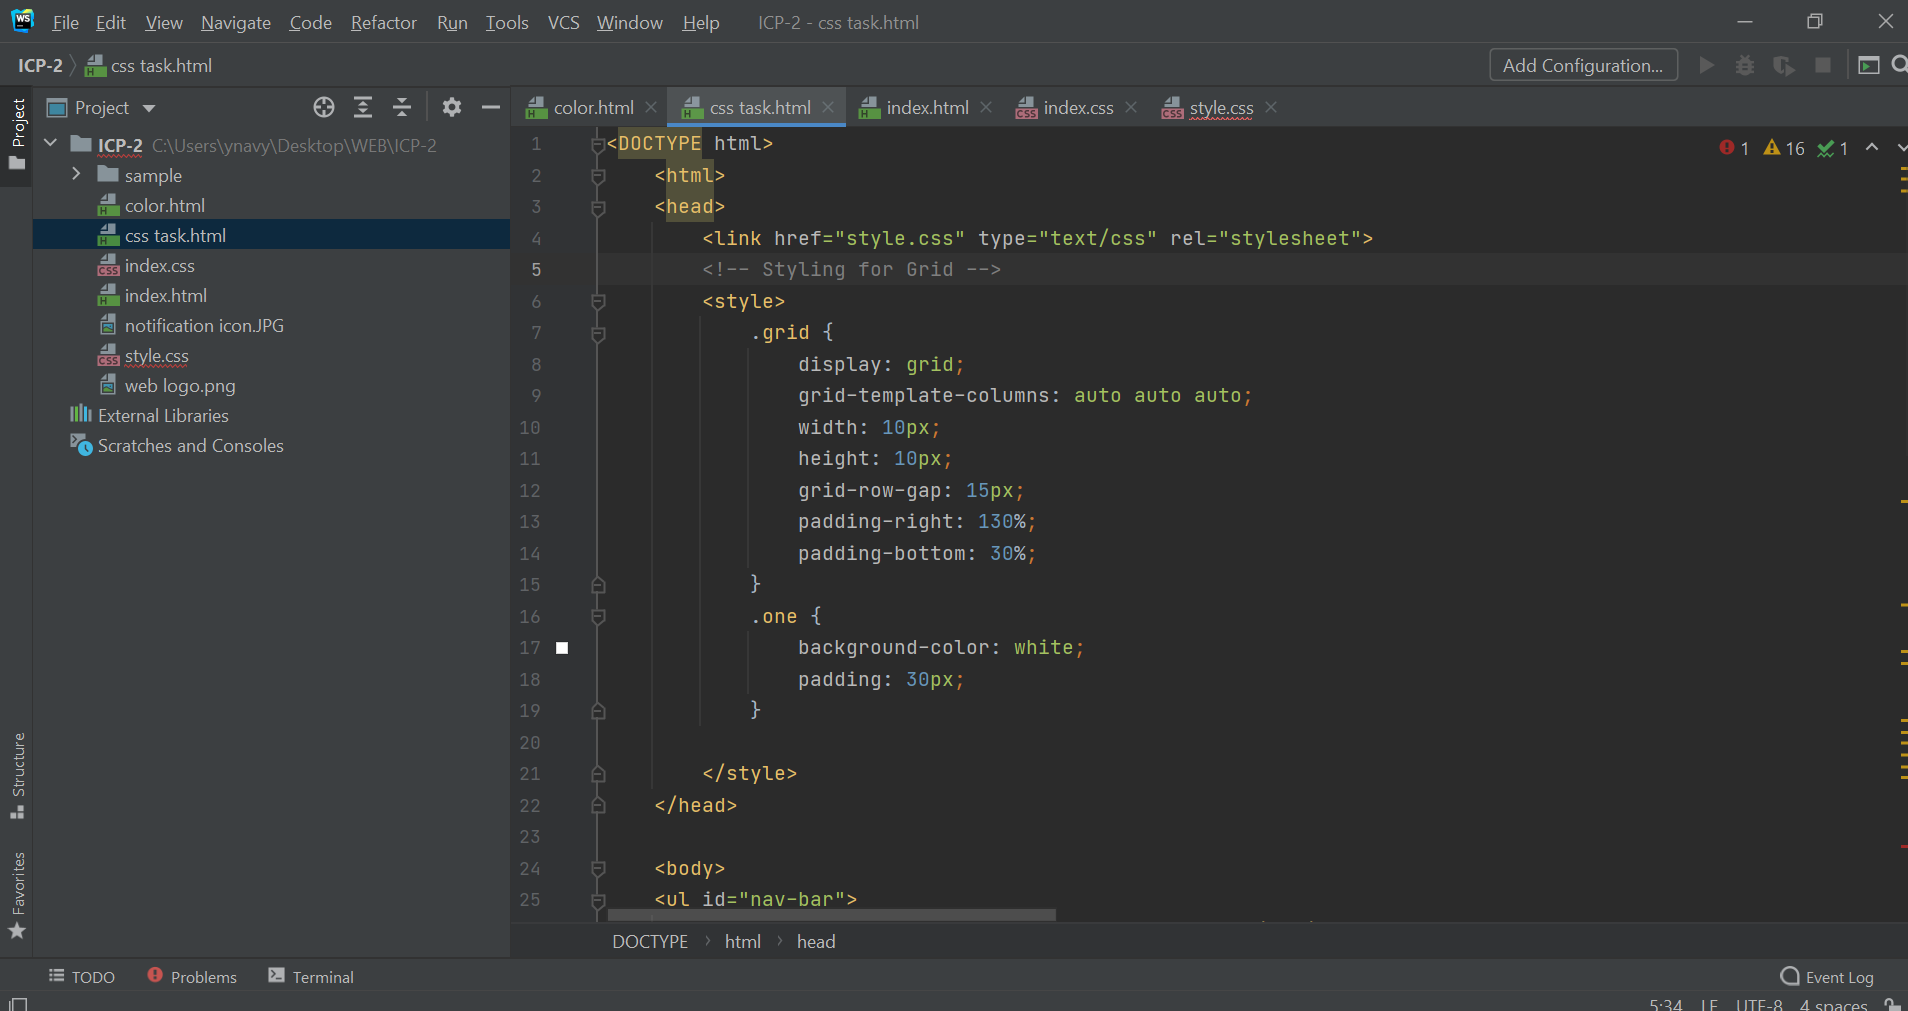 WS File Edit View Navigate Code Refactor Run Tools VCS Window Help ICP-2 - css task.html
ICP-2 css task.html Add Configuration...
Project
Project
color.html css task.html index.html index.css style.css
ICP-2 C:\Users\ynavy\Desktop\WEB\ICP-2
sample
color.html
css task.html
index.css
index.html
notification icon.JPG
style.css
web logo.png
External Libraries
Scratches and Consoles
1 16 1
1 <DOCTYPE html>
2 <html>
3 <head>
4 <link href="style.css" type="text/css" rel="stylesheet">
5 <!-- Styling for Grid -->
6 <style>
7 .grid {
8 display: grid;
9 grid-template-columns: auto auto auto;
10 width: 10px;
11 height: 10px;
12 grid-row-gap: 15px;
13 padding-right: 130%;
14 padding-bottom: 30%;
15 }
16 .one {
17 background-color: white;
18 padding: 30px;
19 }
20
21 </style>
22 </head>
23
24 <body>
25 <ul id="nav-bar">
Structure
Favorites
DOCTYPE html head
TODO Problems Terminal Event Log
5:34 LF UTF-8 4 spaces